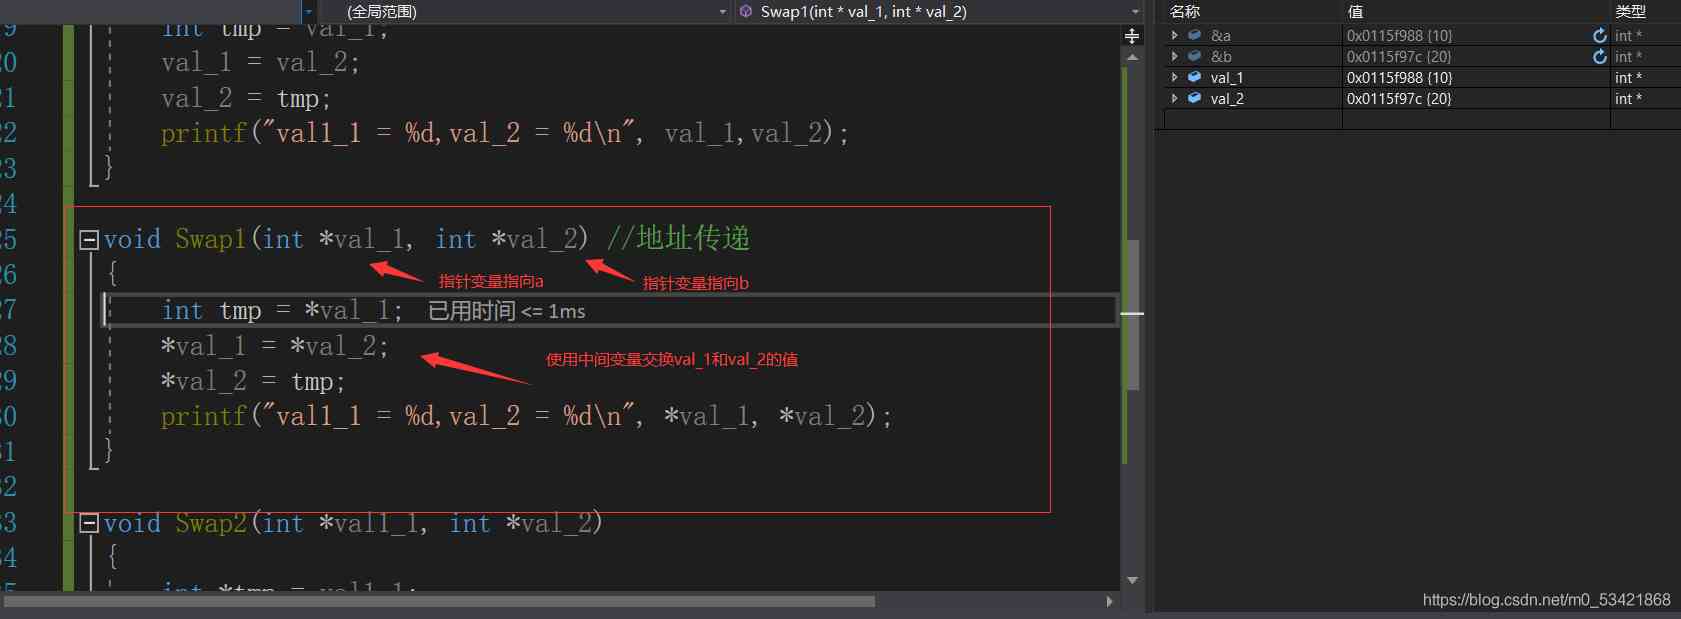 (全局范围)
Swap1(int * val_1, int * val_2)
19 int tmp = val_1;
20 val_1 = val_2;
21 val_2 = tmp;
22 printf("val1_1 = %d,val_2 = %d\n", val_1,val_2);
23 }
24
25 void Swap1(int *val_1, int *val_2) //地址传递
26 {
指针变量指向a
指针变量指向b
27 int tmp = *val_1; 已用时间 <= 1ms
28 *val_1 = *val_2;
使用中间变量交换val_1和val_2的值
29 *val_2 = tmp;
30 printf("val1_1 = %d,val_2 = %d\n", *val_1, *val_2);
31 }
32
33 void Swap2(int *val1_1, int *val_2)
34 {
35 int *tmp = val1_1;
名称 值 类型
&a 0x0115f988 {10} int *
&b 0x0115f97c {20} int *
val_1 0x0115f988 {10} int *
val_2 0x0115f97c {20} int *
https://blog.csdn.net/m0_53421868